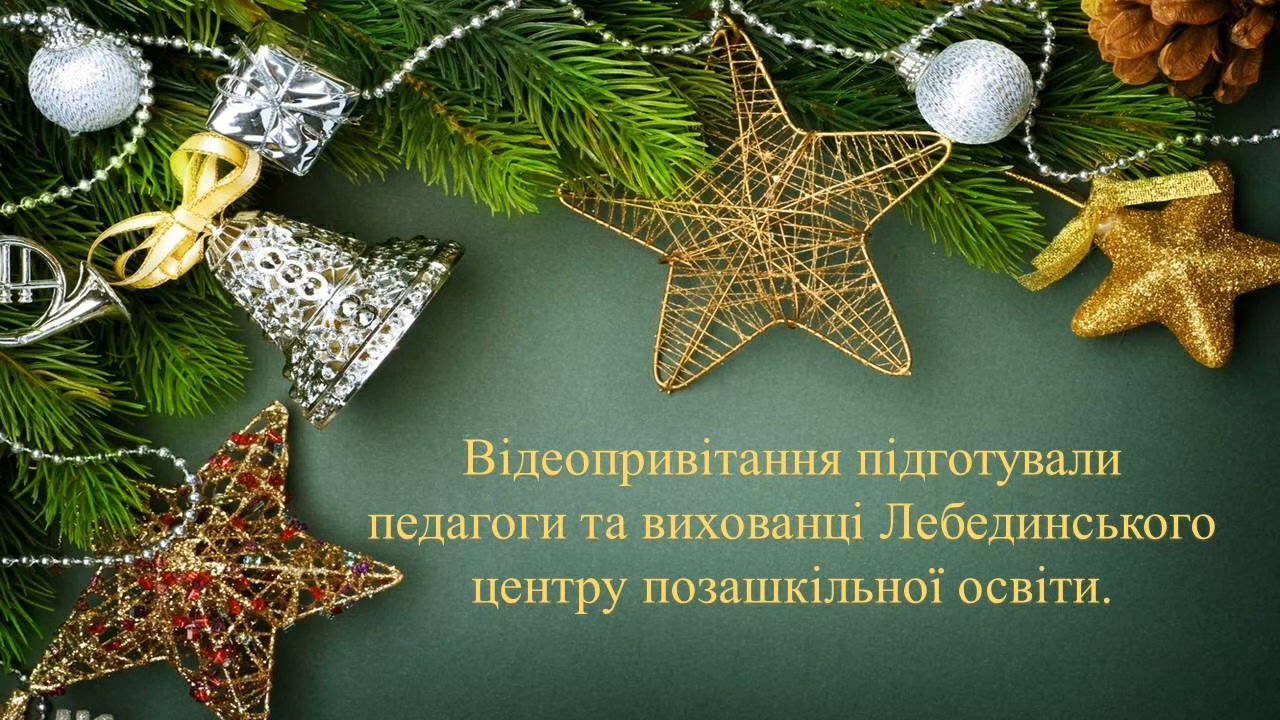 Відеопривітання підготували
педагоги та вихованці Лебединського
центру позашкільної освіти.